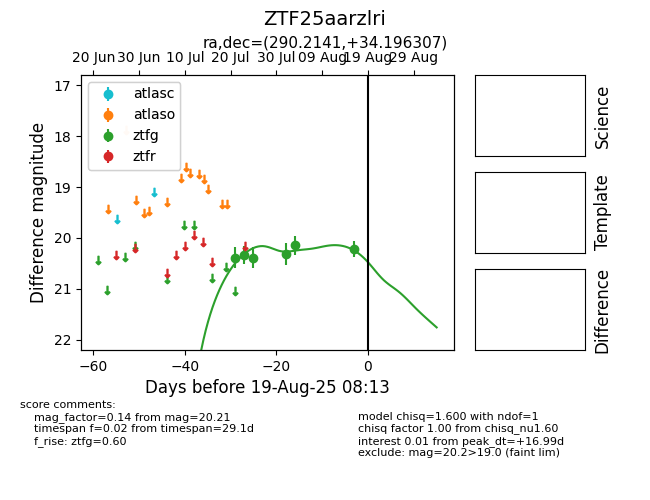 ZTF25aarzlri
ra,dec=(290.2141,+34.196307)
20 Jun 30 Jun 10 Jul 20 Jul 30 Jul 09 Aug 19 Aug 29 Aug
17
18
19
20
21
22
Difference magnitude
atlasc
atlaso
ztfg
ztfr
−60 −40 −20 0
Days before 19-Aug-25 08:13
Science
Template
Difference
score comments:
mag_factor=0.14 from mag=20.21
timespan f=0.02 from timespan=29.1d
f_rise: ztfg=0.60
model chisq=1.600 with ndof=1
chisq factor 1.00 from chisq_nu1.60
interest 0.01 from peak_dt=+16.99d
exclude: mag=20.2>19.0 (faint lim)